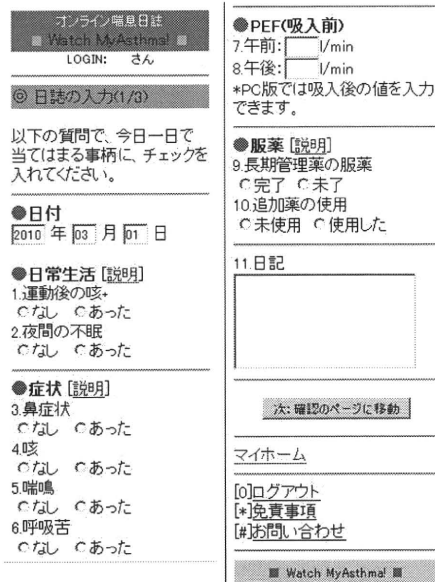 オンライン喘息日誌
■ Watch MyAsthma! ■
LOGIN: さん
◎ 日誌の入力(1/3)
以下の質問で、今日一日で
当てはまる事柄に、チェックを
入れてください。
●日付
2010 年 03 月 01 日
●日常生活 [説明]
1.運動後の咳+
○なし ○あった
2.夜間の不眠
○なし ○あった
●症状 [説明]
3.鼻症状
○なし ○あった
4.咳
○なし ○あった
5.喘鳴
○なし ○あった
6.呼吸苦
○なし ○あった
●PEF(吸入前)
7.午前: l/min
8.午後: l/min
*PC版では吸入後の値を入力
できます。
●服薬 [説明]
9.長期管理薬の服薬
○完了 ○未了
10.追加薬の使用
○未使用 ○使用した
11.日記
次: 確認のページに移動
マイホーム
[0]ログアウト
[*]免責事項
[#]お問い合わせ
■ Watch MyAsthma! ■